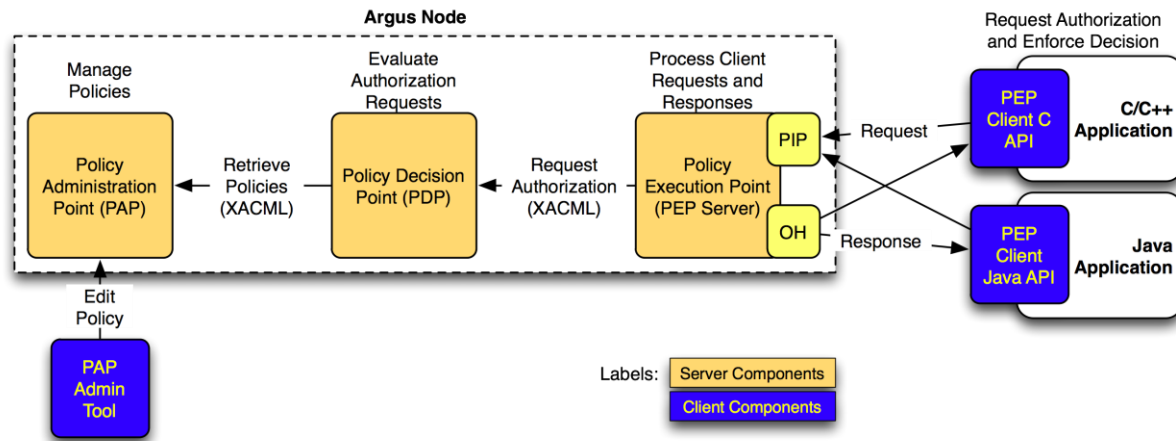 Argus Node
Manage
Policies
Evaluate
Authorization
Requests
Process Client
Requests and
Responses
Request Authorization
and Enforce Decision
Policy
Administration
Point (PAP)
Retrieve
Policies
(XACML)
Policy Decision
Point (PDP)
Request
Authorization
(XACML)
Policy
Execution Point
(PEP Server)
PIP
OH
Request
Response
PEP
Client C
API
C/C++
Application
PEP
Client
Java API
Java
Application
Edit
Policy
PAP
Admin
Tool
Labels:
Server Components
Client Components